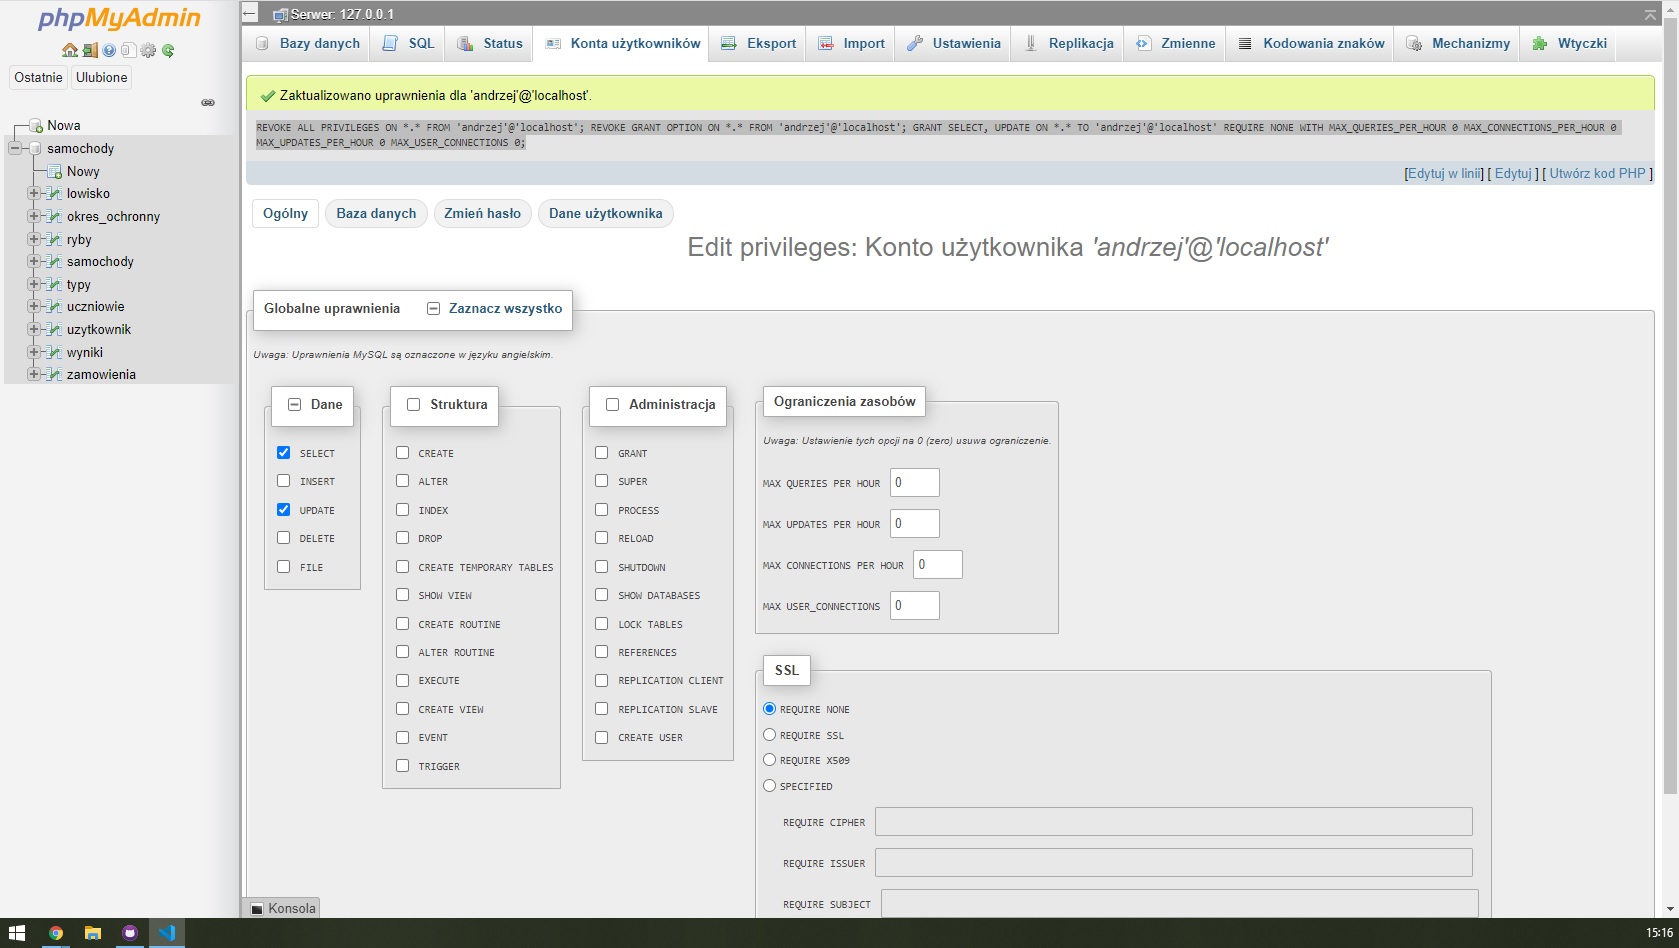 phpMyAdmin
Ostatnie Ulubione
Nowa
samochody
Nowy
lowisko
okres_ochronny
ryby
samochody
typy
uczniowie
uzytkownik
wyniki
zamowienia
Serwer: 127.0.0.1
Bazy danych SQL Status Konta użytkowników Eksport Import Ustawienia Replikacja Zmienne Kodowania znaków Mechanizmy Wtyczki
Zaktualizowano uprawnienia dla 'andrzej'@'localhost'.
REVOKE ALL PRIVILEGES ON *.* FROM 'andrzej'@'localhost'; REVOKE GRANT OPTION ON *.* FROM 'andrzej'@'localhost'; GRANT SELECT, UPDATE ON *.* TO 'andrzej'@'localhost' REQUIRE NONE WITH MAX_QUERIES_PER_HOUR 0 MAX_CONNECTIONS_PER_HOUR 0
MAX_UPDATES_PER_HOUR 0 MAX_USER_CONNECTIONS 0;
[Edytuj w linii] [ Edytuj ] [ Utwórz kod PHP ]
Ogólny Baza danych Zmień hasło Dane użytkownika
Edit privileges: Konto użytkownika 'andrzej'@'localhost'
Globalne uprawnienia Zaznacz wszystko
Uwaga: Uprawnienia MySQL są oznaczone w języku angielskim.
Dane
SELECT
INSERT
UPDATE
DELETE
FILE
Struktura
CREATE
ALTER
INDEX
DROP
CREATE TEMPORARY TABLES
SHOW VIEW
CREATE ROUTINE
ALTER ROUTINE
EXECUTE
CREATE VIEW
EVENT
TRIGGER
Administracja
GRANT
SUPER
PROCESS
RELOAD
SHUTDOWN
SHOW DATABASES
LOCK TABLES
REFERENCES
REPLICATION CLIENT
REPLICATION SLAVE
CREATE USER
Ograniczenia zasobów
Uwaga: Ustawienie tych opcji na 0 (zero) usuwa ograniczenie.
MAX QUERIES PER HOUR 0
MAX UPDATES PER HOUR 0
MAX CONNECTIONS PER HOUR 0
MAX USER_CONNECTIONS 0
SSL
REQUIRE NONE
REQUIRE SSL
REQUIRE X509
SPECIFIED
REQUIRE CIPHER
REQUIRE ISSUER
REQUIRE SUBJECT
Konsola
15:16